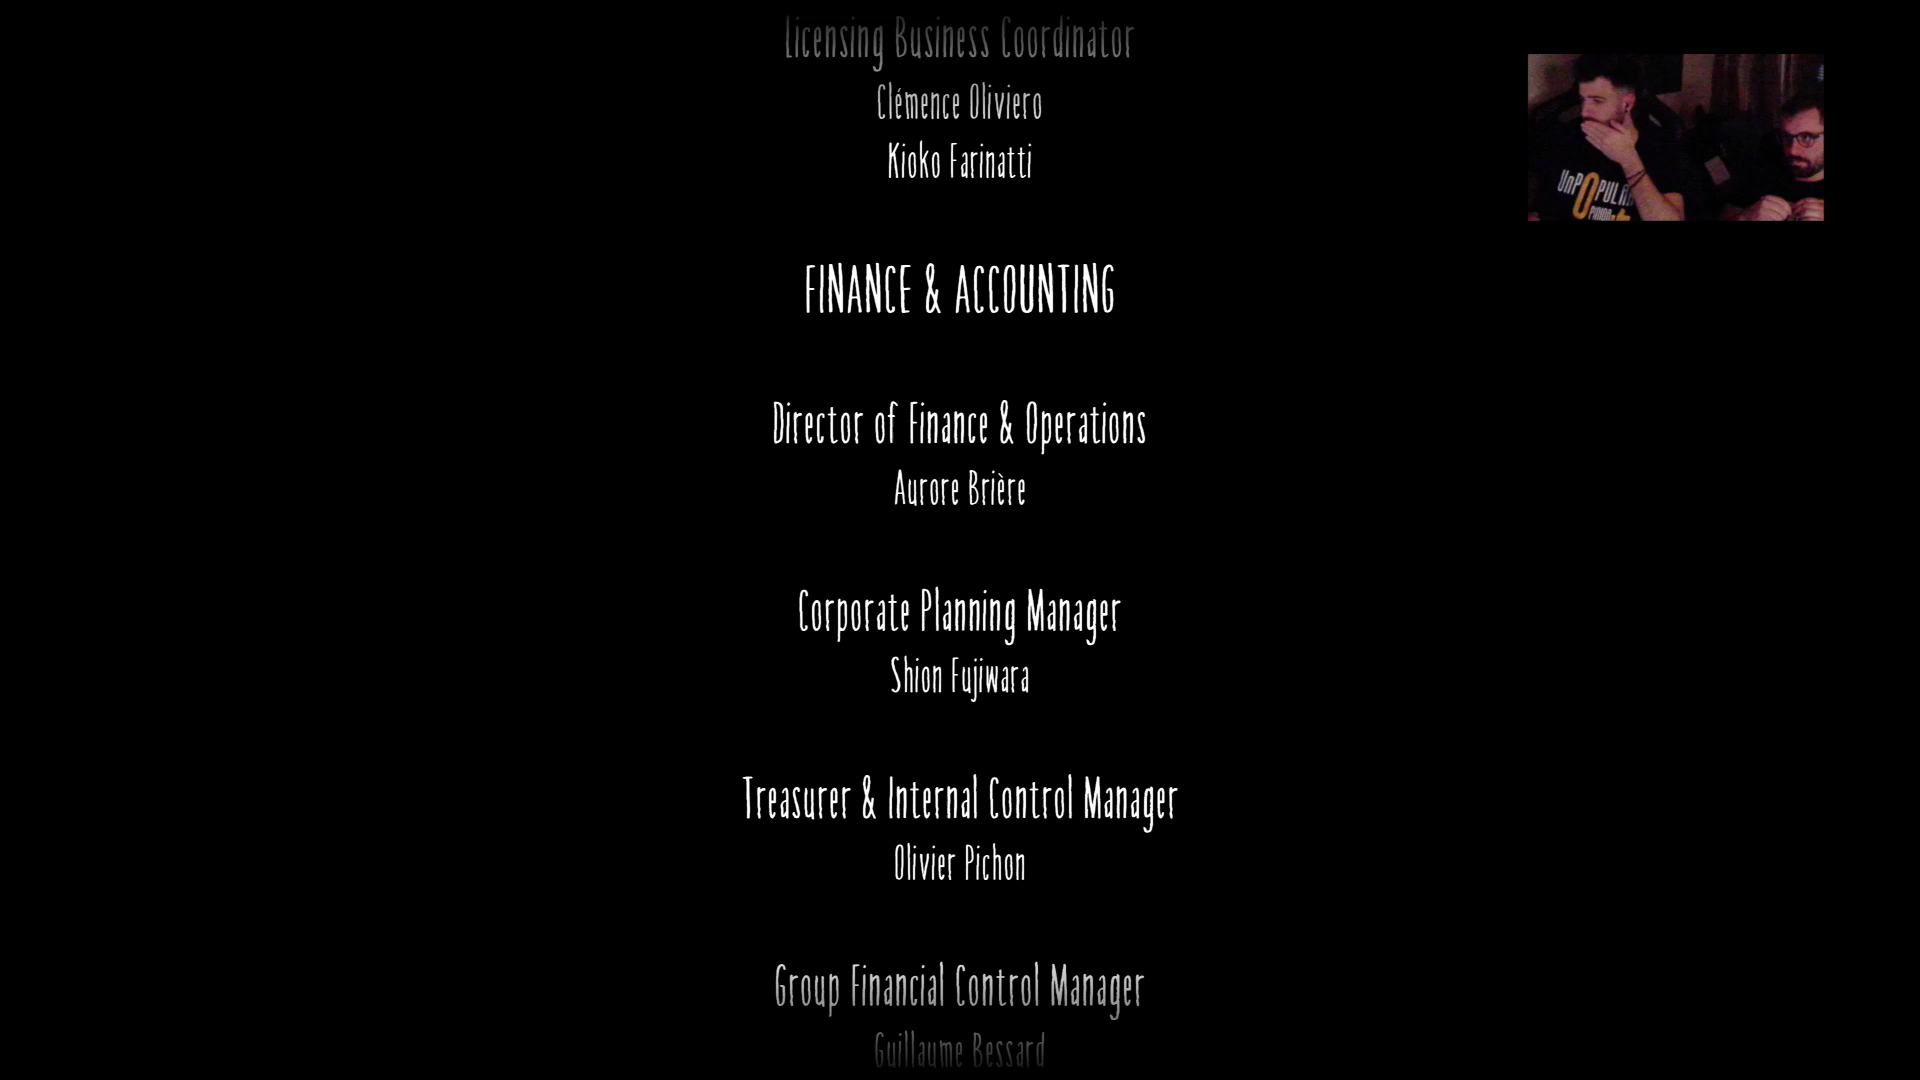 Licensing Business Coordinator
Clémence Oliviero
Kioko Farinatti
FINANCE & ACCOUNTING
Director of Finance & Operations
Aurore Brière
Corporate Planning Manager
Shion Fujiwara
Treasurer & Internal Control Manager
Olivier Pichon
Group Financial Control Manager
Guillaume Bessard